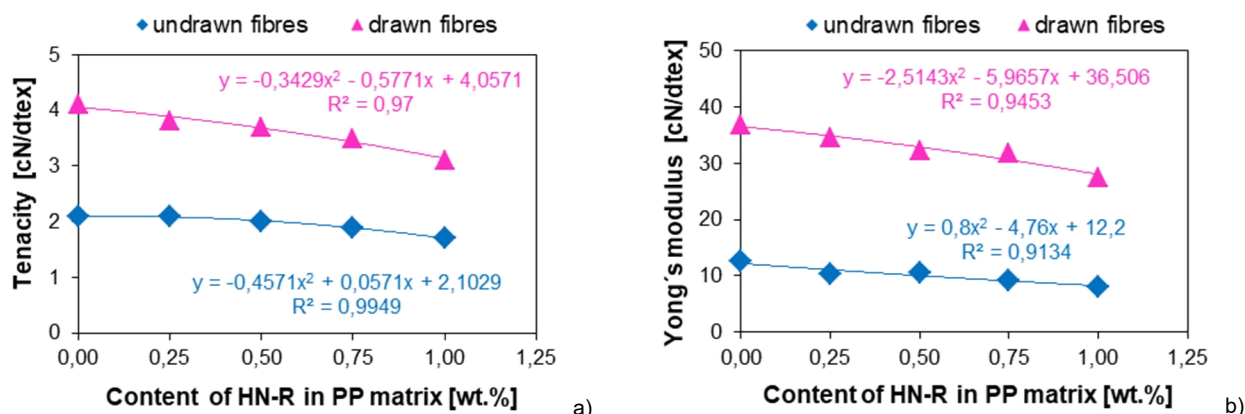 undrawn fibres drawn fibres
Tenacity [cN/dtex]
5
4
3
2
1
0
y = -0,3429x² - 0,5771x + 4,0571
R² = 0,97
y = -0,4571x² + 0,0571x + 2,1029
R² = 0,9949
0,00 0,25 0,50 0,75 1,00 1,25
Content of HN-R in PP matrix [wt.%]
a)
undrawn fibres drawn fibres
Yong´s modulus [cN/dtex]
50
40
30
20
10
0
y = -2,5143x² - 5,9657x + 36,506
R² = 0,9453
y = 0,8x² - 4,76x + 12,2
R² = 0,9134
0,00 0,25 0,50 0,75 1,00 1,25
Content of HN-R in PP matrix [wt.%]
b)